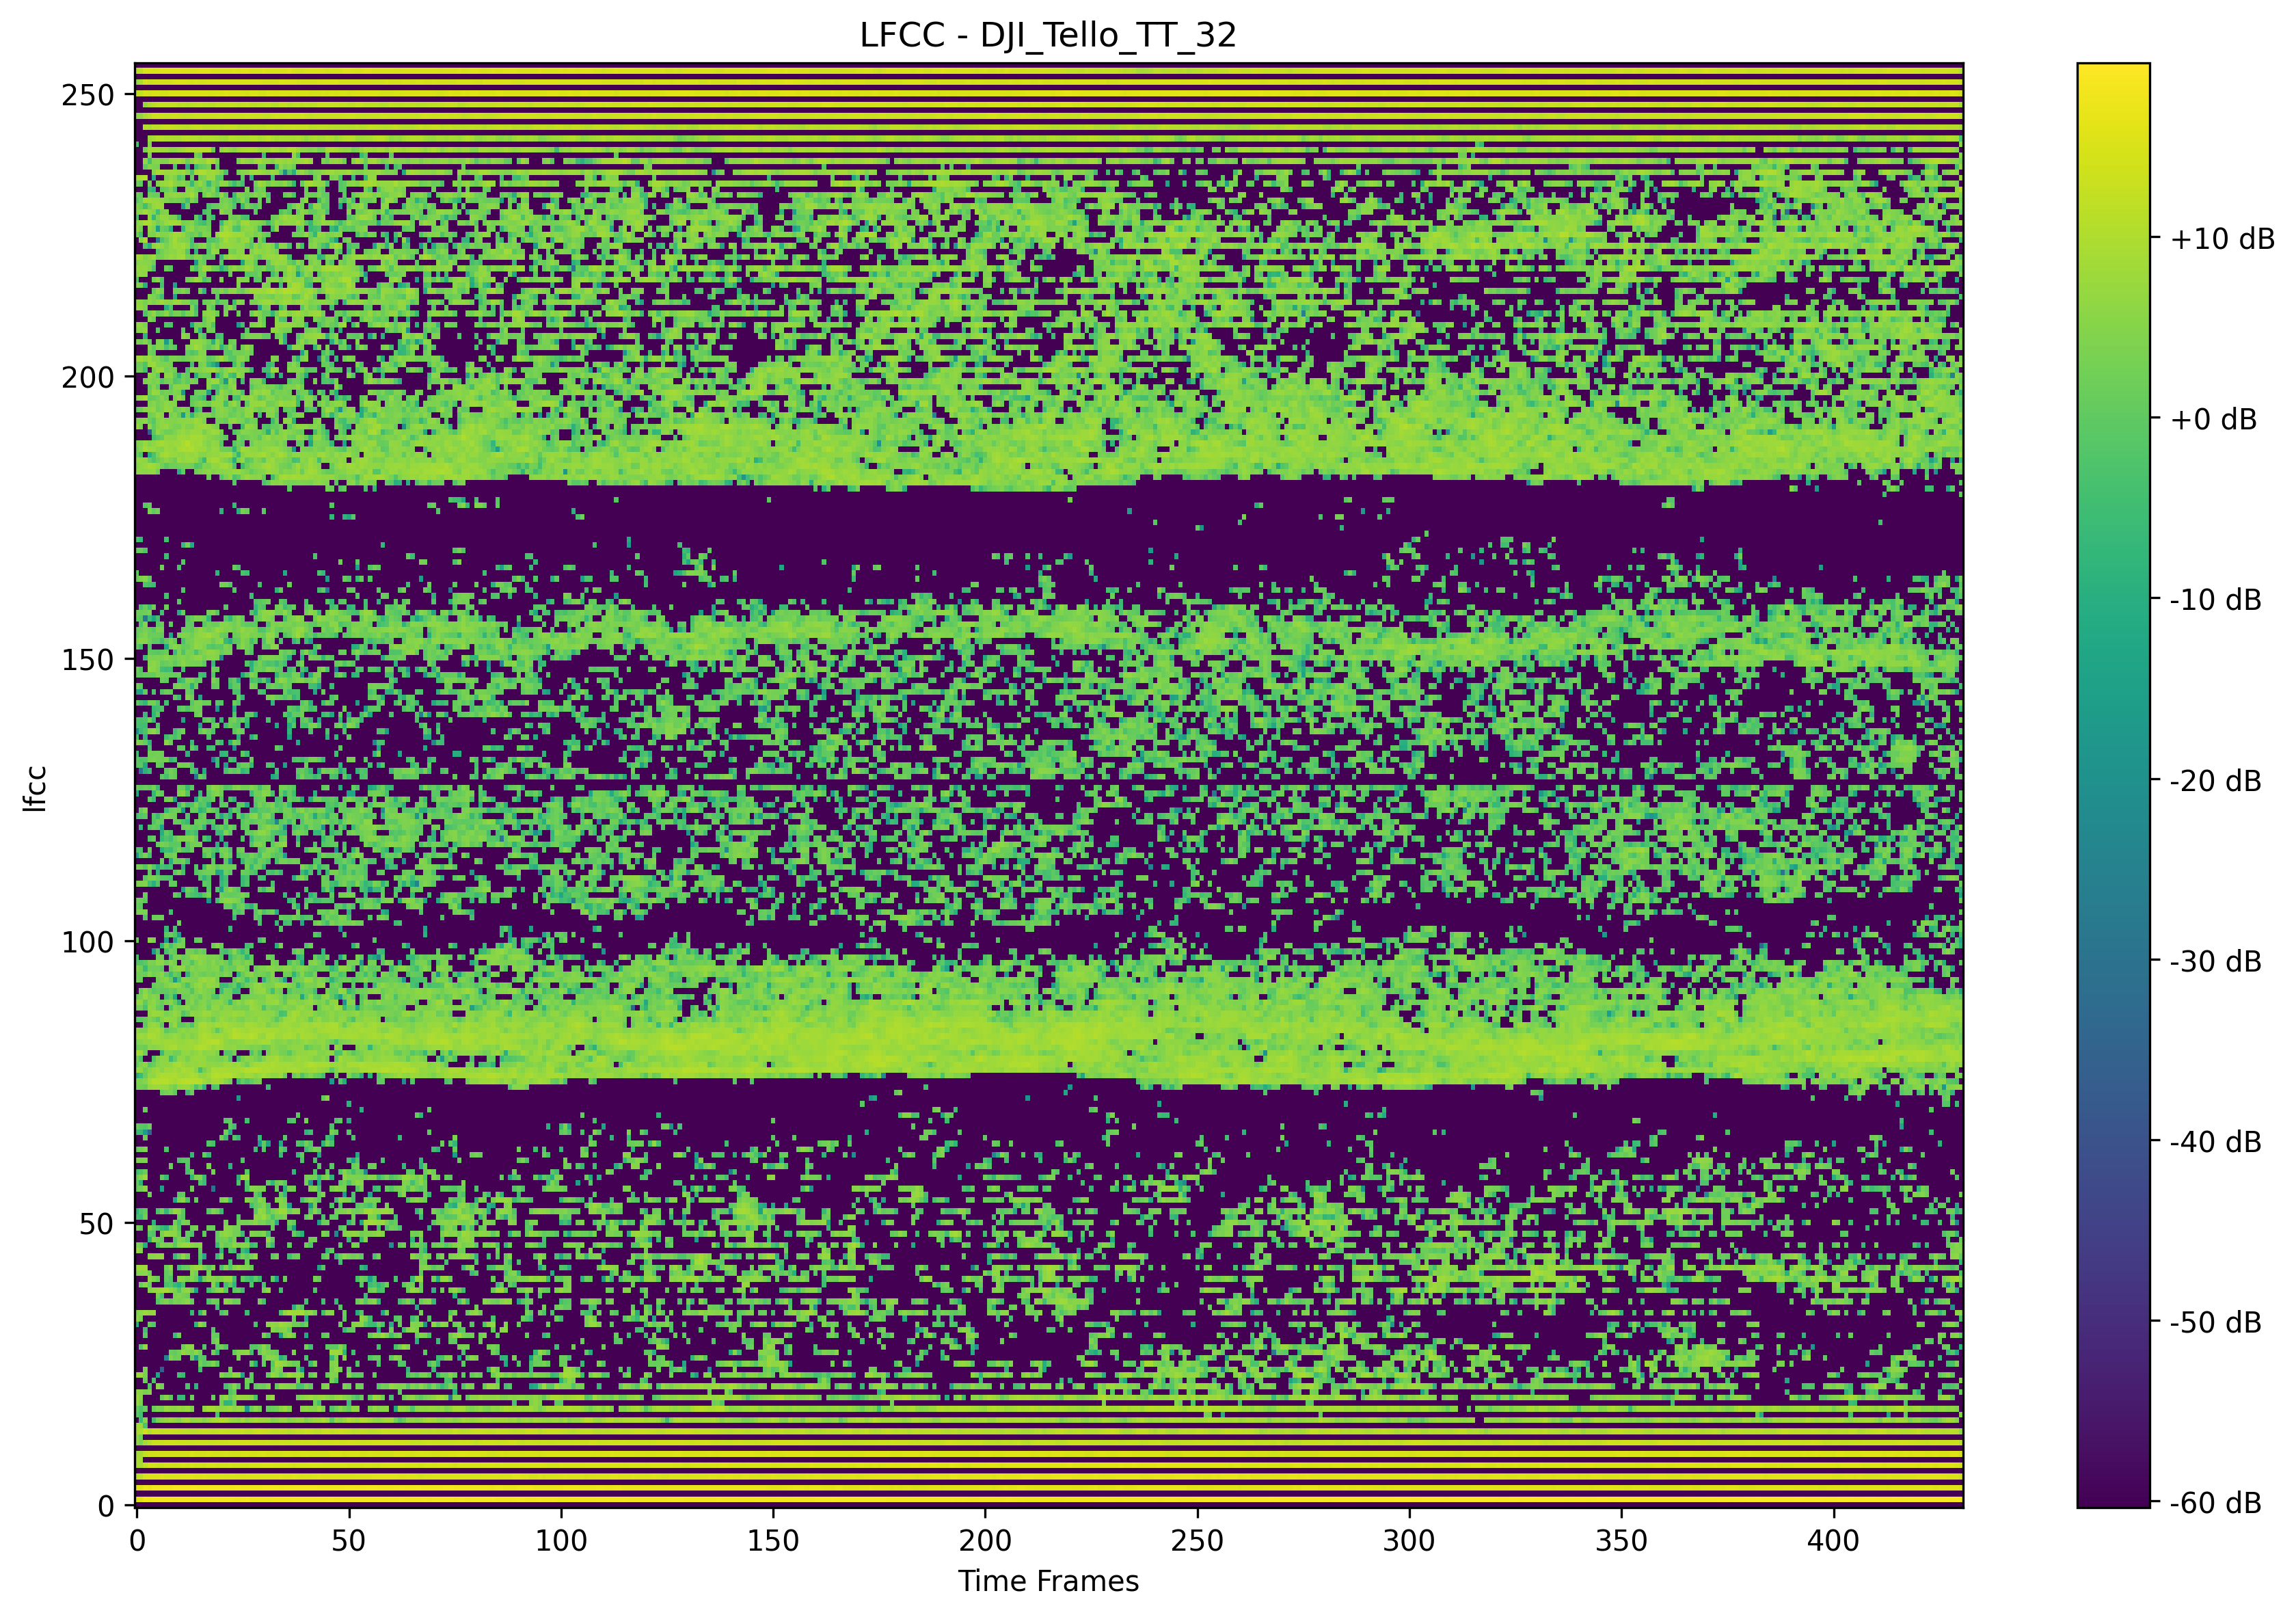 LFCC - DJI_Tello_TT_32
250
200
150
100
50
0
lfcc
0 50 100 150 200 250 300 350 400
Time Frames
+10 dB
+0 dB
-10 dB
-20 dB
-30 dB
-40 dB
-50 dB
-60 dB